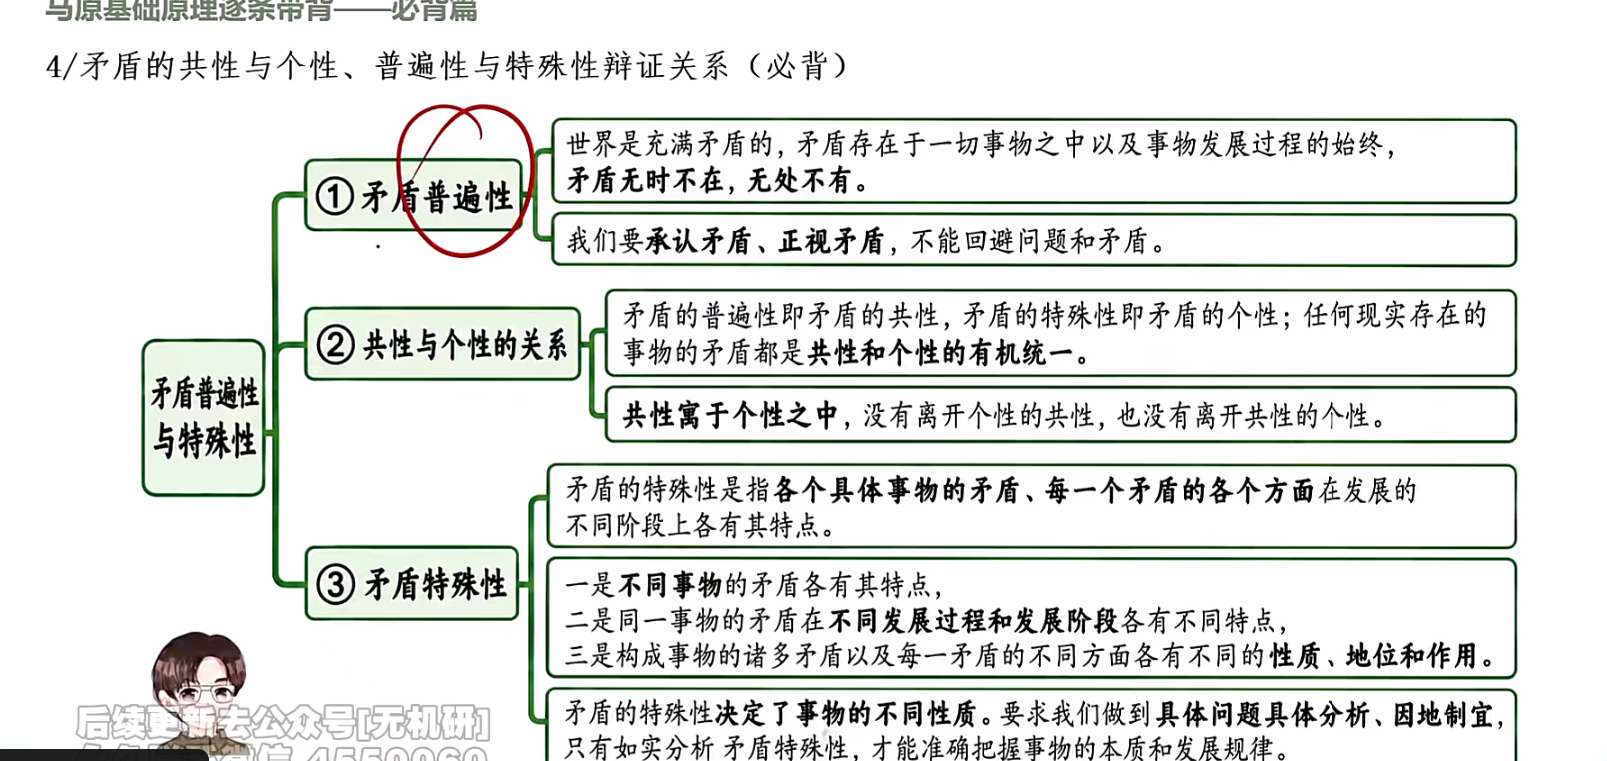 马原基础原理逐条带背——必背篇
4/矛盾的共性与个性、普遍性与特殊性辩证关系（必背）
矛盾普遍性
与特殊性
① 矛盾普遍性
世界是充满矛盾的，矛盾存在于一切事物之中以及事物发展过程的始终，
矛盾无时不在，无处不有。
我们要承认矛盾、正视矛盾，不能回避问题和矛盾。
② 共性与个性的关系
矛盾的普遍性即矛盾的共性，矛盾的特殊性即矛盾的个性；任何现实存在的
事物的矛盾都是共性和个性的有机统一。
共性寓于个性之中，没有离开个性的共性，也没有离开共性的个性。
③ 矛盾特殊性
矛盾的特殊性是指各个具体事物的矛盾、每一个矛盾的各个方面在发展的
不同阶段上各有其特点。
一是不同事物的矛盾各有其特点，
二是同一事物的矛盾在不同发展过程和发展阶段各有不同特点，
三是构成事物的诸多矛盾以及每一矛盾的不同方面各有不同的性质、地位和作用。
矛盾的特殊性决定了事物的不同性质。要求我们做到具体问题具体分析、因地制宜，
只有如实分析 矛盾特殊性，才能准确把握事物的本质和发展规律。
后续更新去公众号[无机研]